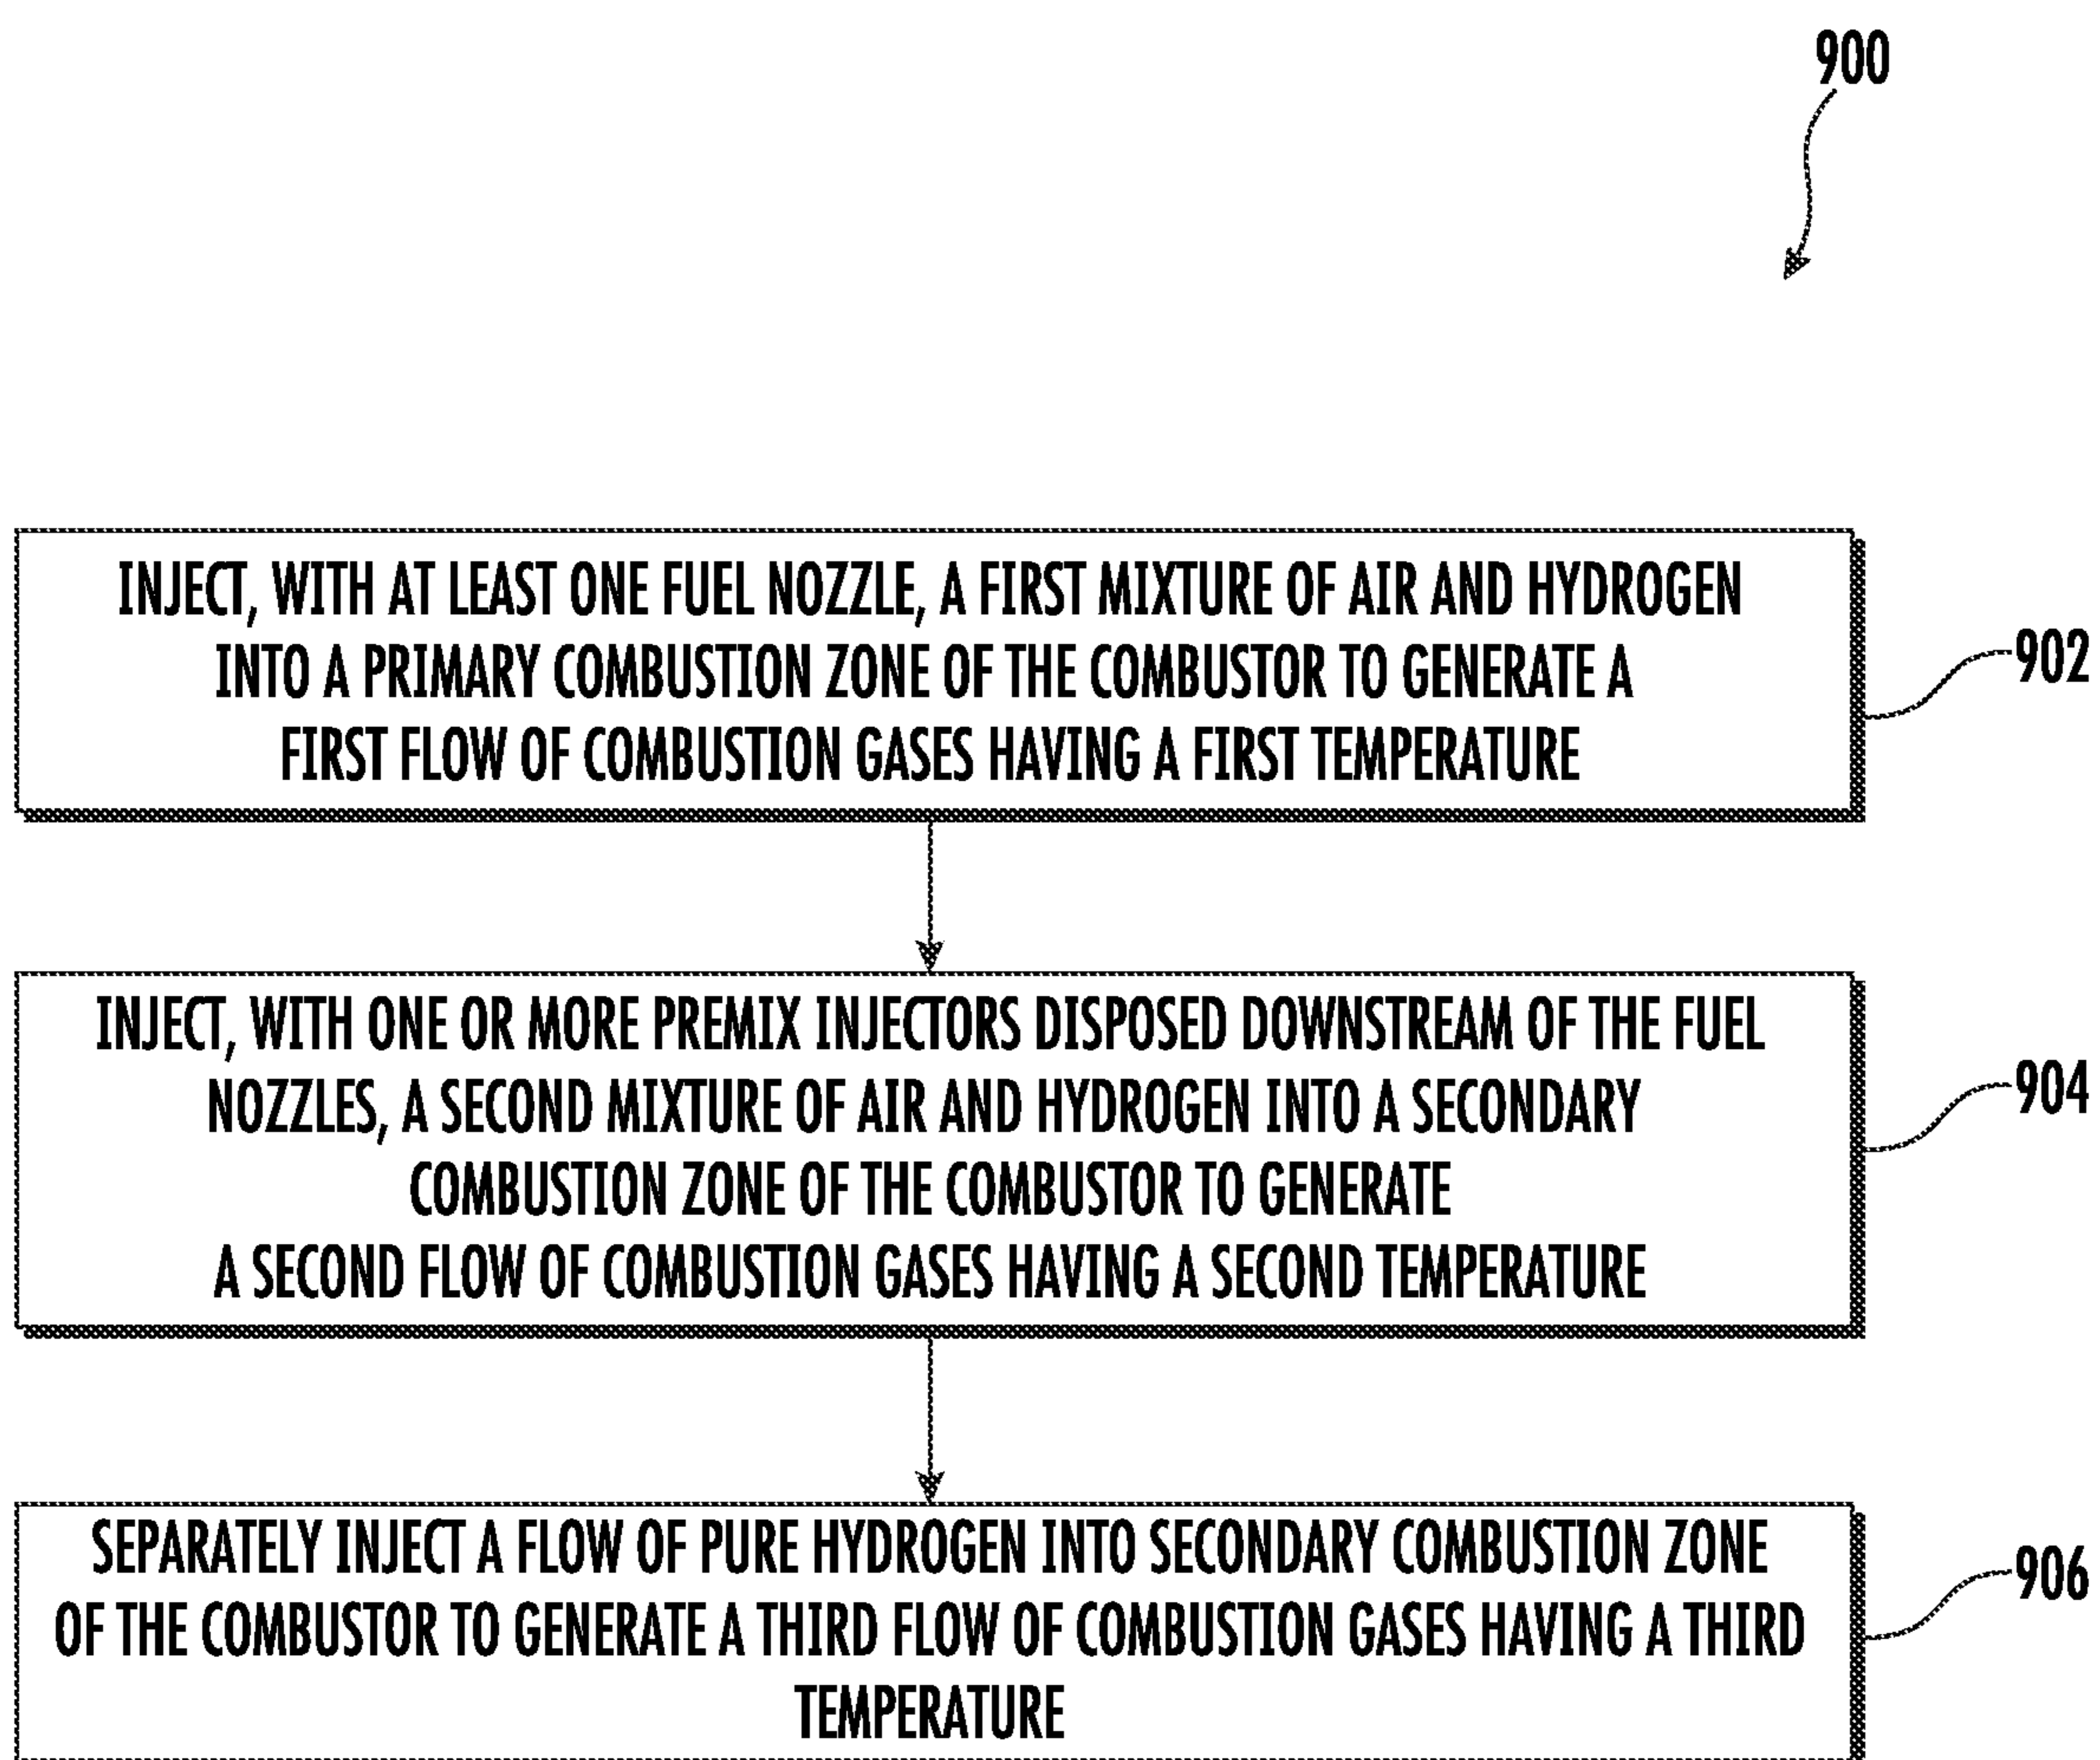 900
INJECT, WITH AT LEAST ONE FUEL NOZZLE, A FIRST MIXTURE OF AIR AND HYDROGEN
INTO A PRIMARY COMBUSTION ZONE OF THE COMBUSTOR TO GENERATE A
FIRST FLOW OF COMBUSTION GASES HAVING A FIRST TEMPERATURE
902
INJECT, WITH ONE OR MORE PREMIX INJECTORS DISPOSED DOWNSTREAM OF THE FUEL
NOZZLES, A SECOND MIXTURE OF AIR AND HYDROGEN INTO A SECONDARY
COMBUSTION ZONE OF THE COMBUSTOR TO GENERATE
A SECOND FLOW OF COMBUSTION GASES HAVING A SECOND TEMPERATURE
904
SEPARATELY INJECT A FLOW OF PURE HYDROGEN INTO SECONDARY COMBUSTION ZONE
OF THE COMBUSTOR TO GENERATE A THIRD FLOW OF COMBUSTION GASES HAVING A THIRD
TEMPERATURE
906